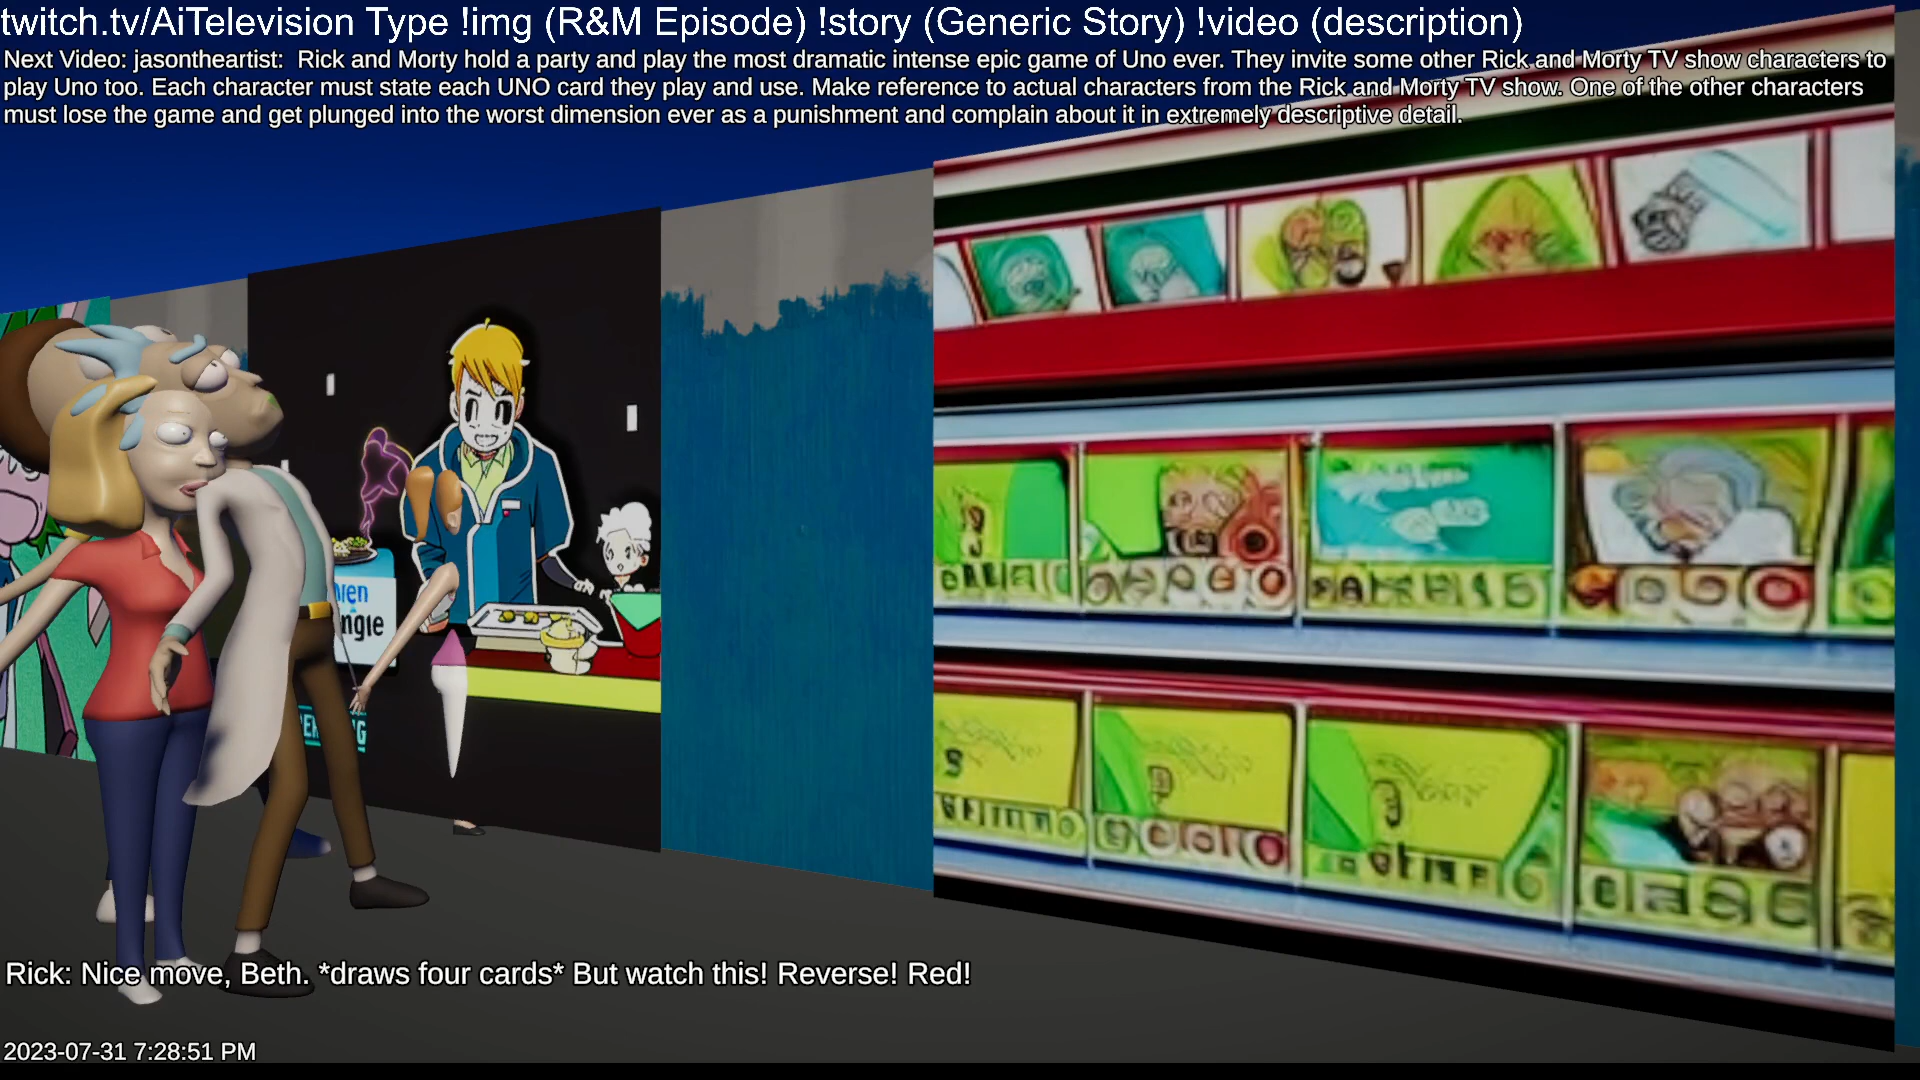 twitch.tv/AiTelevision Type !img (R&M Episode) !story (Generic Story) !video (description)
Next Video: jasontheartist:  Rick and Morty hold a party and play the most dramatic intense epic game of Uno ever. They invite some other Rick and Morty TV show characters to
play Uno too. Each character must state each UNO card they play and use. Make reference to actual characters from the Rick and Morty TV show. One of the other characters
must lose the game and get plunged into the worst dimension ever as a punishment and complain about it in extremely descriptive detail.
Rick: Nice move, Beth. *draws four cards* But watch this! Reverse! Red!
2023-07-31 7:28:51 PM